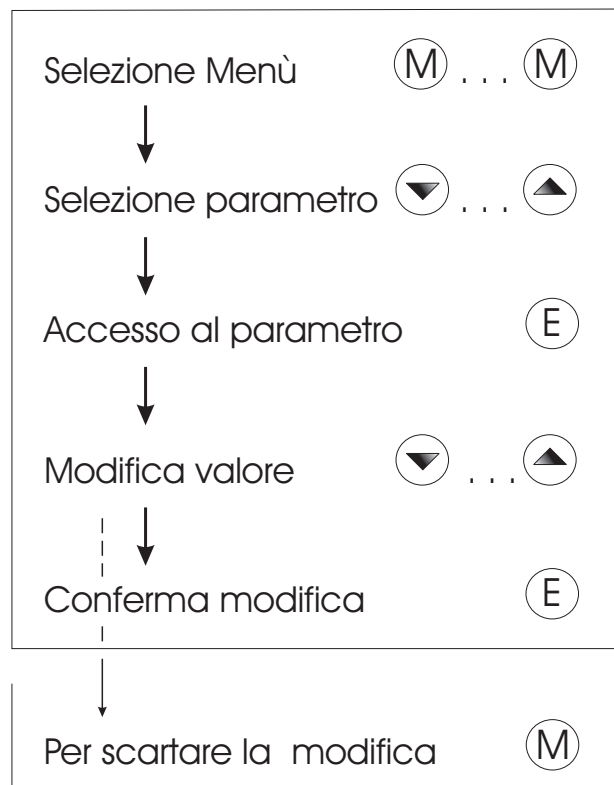 Selezione Menù M . . . M
Selezione parametro . . .
Accesso al parametro E
Modifica valore . . .
Conferma modifica E
Per scartare la modifica M